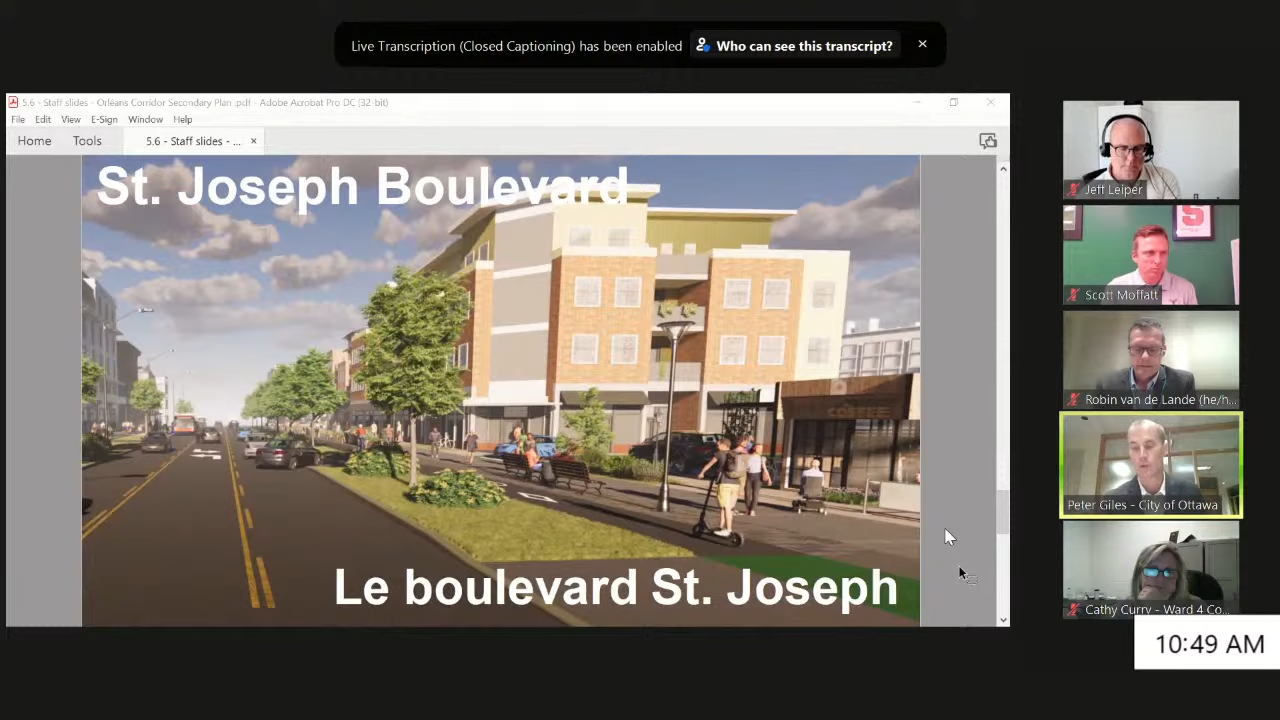 Live Transcription (Closed Captioning) has been enabled
Who can see this transcript?
5.6 - Staff slides - Orléans Corridor Secondary Plan .pdf - Adobe Acrobat Pro DC (32-bit)
File Edit View E-Sign Window Help
Home Tools 5.6 - Staff slides - ...
St. Joseph Boulevard
COFFEE
Le boulevard St. Joseph
Jeff Leiper
S
Scott Moffatt
Robin van de Lande (he/h...
Peter Giles - City of Ottawa
Cathy Curry - Ward 4 Co...
10:49 AM